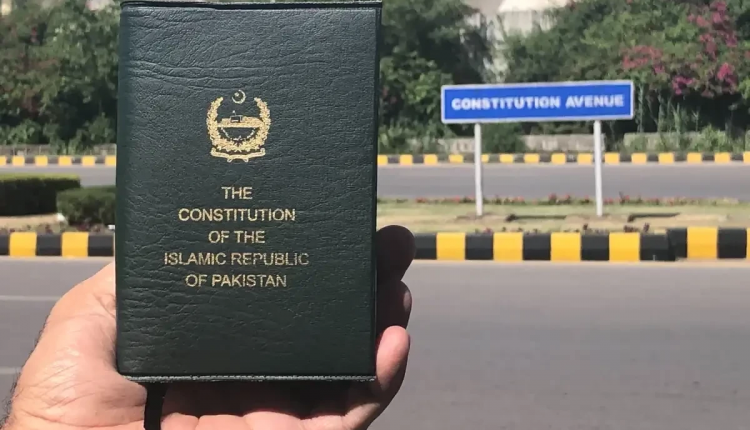 THE
CONSTITUTION
OF THE
ISLAMIC REPUBLIC
OF PAKISTAN
CONSTITUTION AVENUE